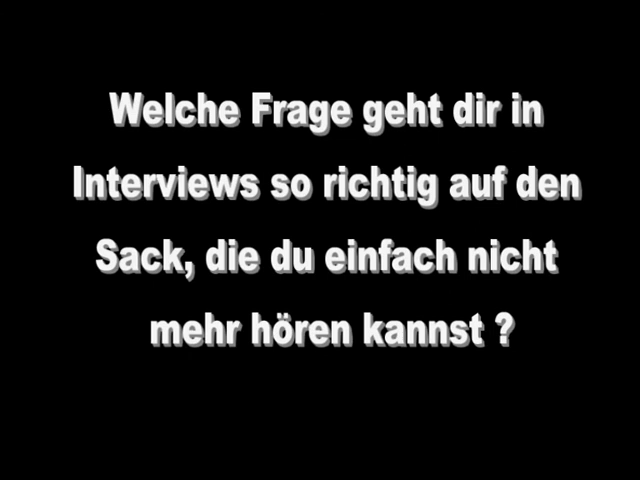 Welche Frage geht dir in
Interviews so richtig auf den
Sack, die du einfach nicht
mehr hören kannst ?